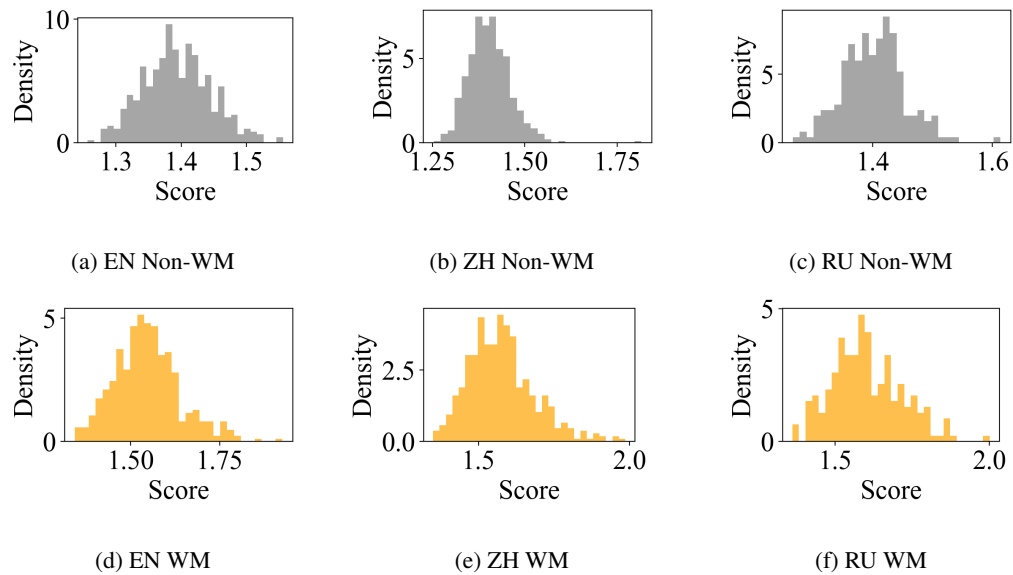 10
Density
0
1.3 1.4 1.5
Score
(a) EN Non-WM
5
Density
0
1.25 1.50 1.75
Score
(b) ZH Non-WM
5
Density
0
1.4 1.6
Score
(c) RU Non-WM
5
Density
0
1.50 1.75
Score
(d) EN WM
2.5
Density
0.0
1.5 2.0
Score
(e) ZH WM
5
Density
0
1.5 2.0
Score
(f) RU WM